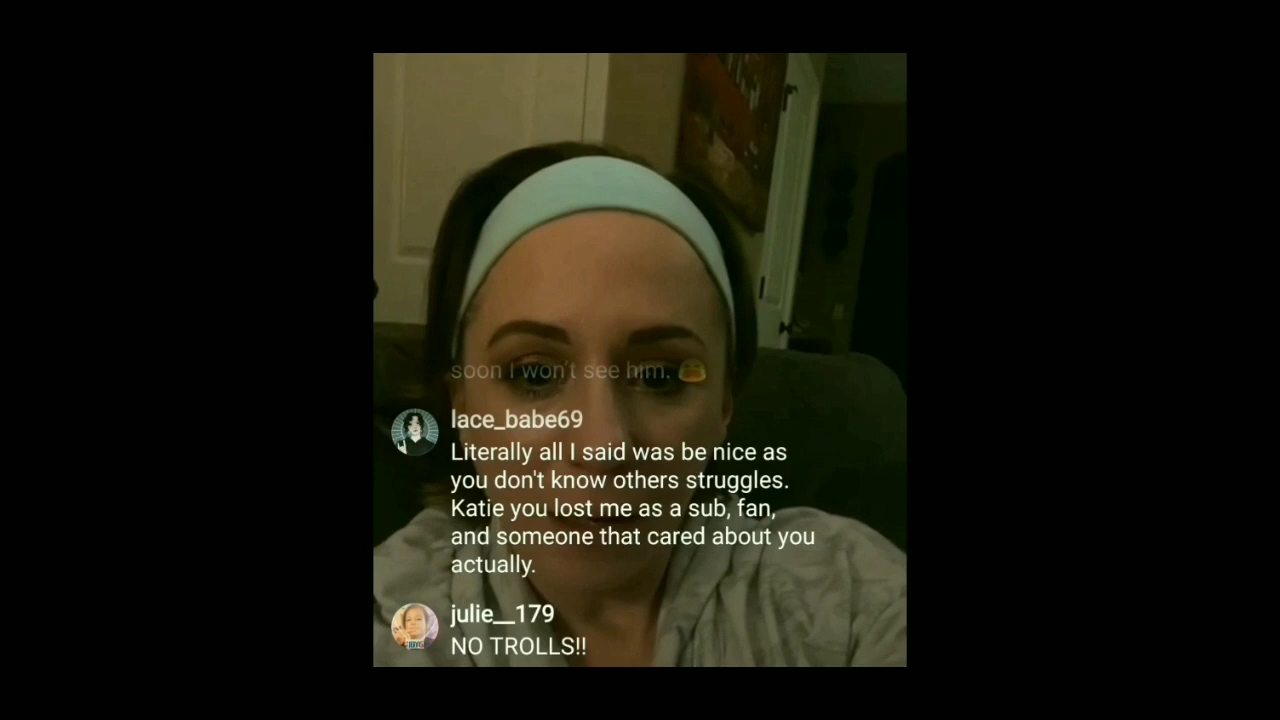 soon I won't see him.
lace_babe69
Literally all I said was be nice as
you don't know others struggles.
Katie you lost me as a sub, fan,
and someone that cared about you
actually.
julie__179
NO TROLLS!!